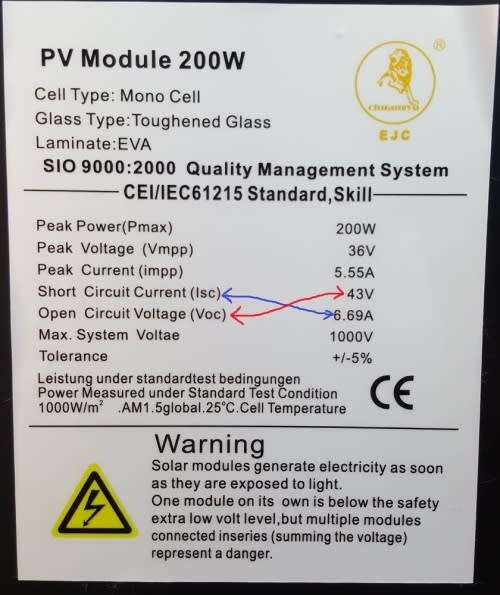 PV Module 200W
®
Cell Type: Mono Cell
Glass Type:Toughened Glass
Laminate:EVA
EJC
SIO 9000:2000 Quality Management System
CEI/IEC61215 Standard,Skill
Peak Power(Pmax) 200W
Peak Voltage (Vmpp) 36V
Peak Current (impp) 5.55A
Short Circuit Current (Isc) 43V
Open Circuit Voltage (Voc) 6.69A
Max. System Voltae 1000V
Tolerance +/-5%
Leistung under standardtest bedingungen
Power Measured under Standard Test Condition
1000W/m² .AM1.5global.25°C.Cell Temperature
CE
Warning
Solar modules generate electricity as soon
as they are exposed to light.
One module on its own is below the safety
extra low volt level,but multiple modules
connected inseries (summing the voltage)
represent a danger.